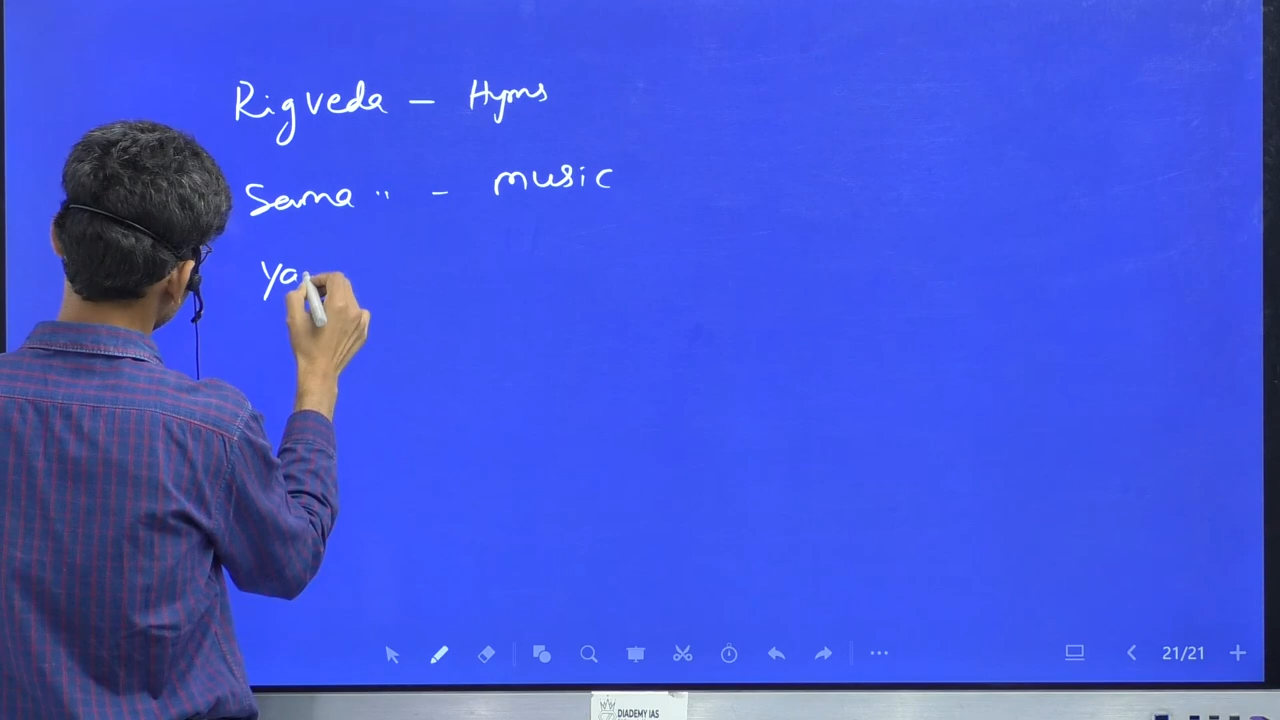 Rigveda - Hyms
Sama " - music
Ya
21/21
DIADEMY IAS